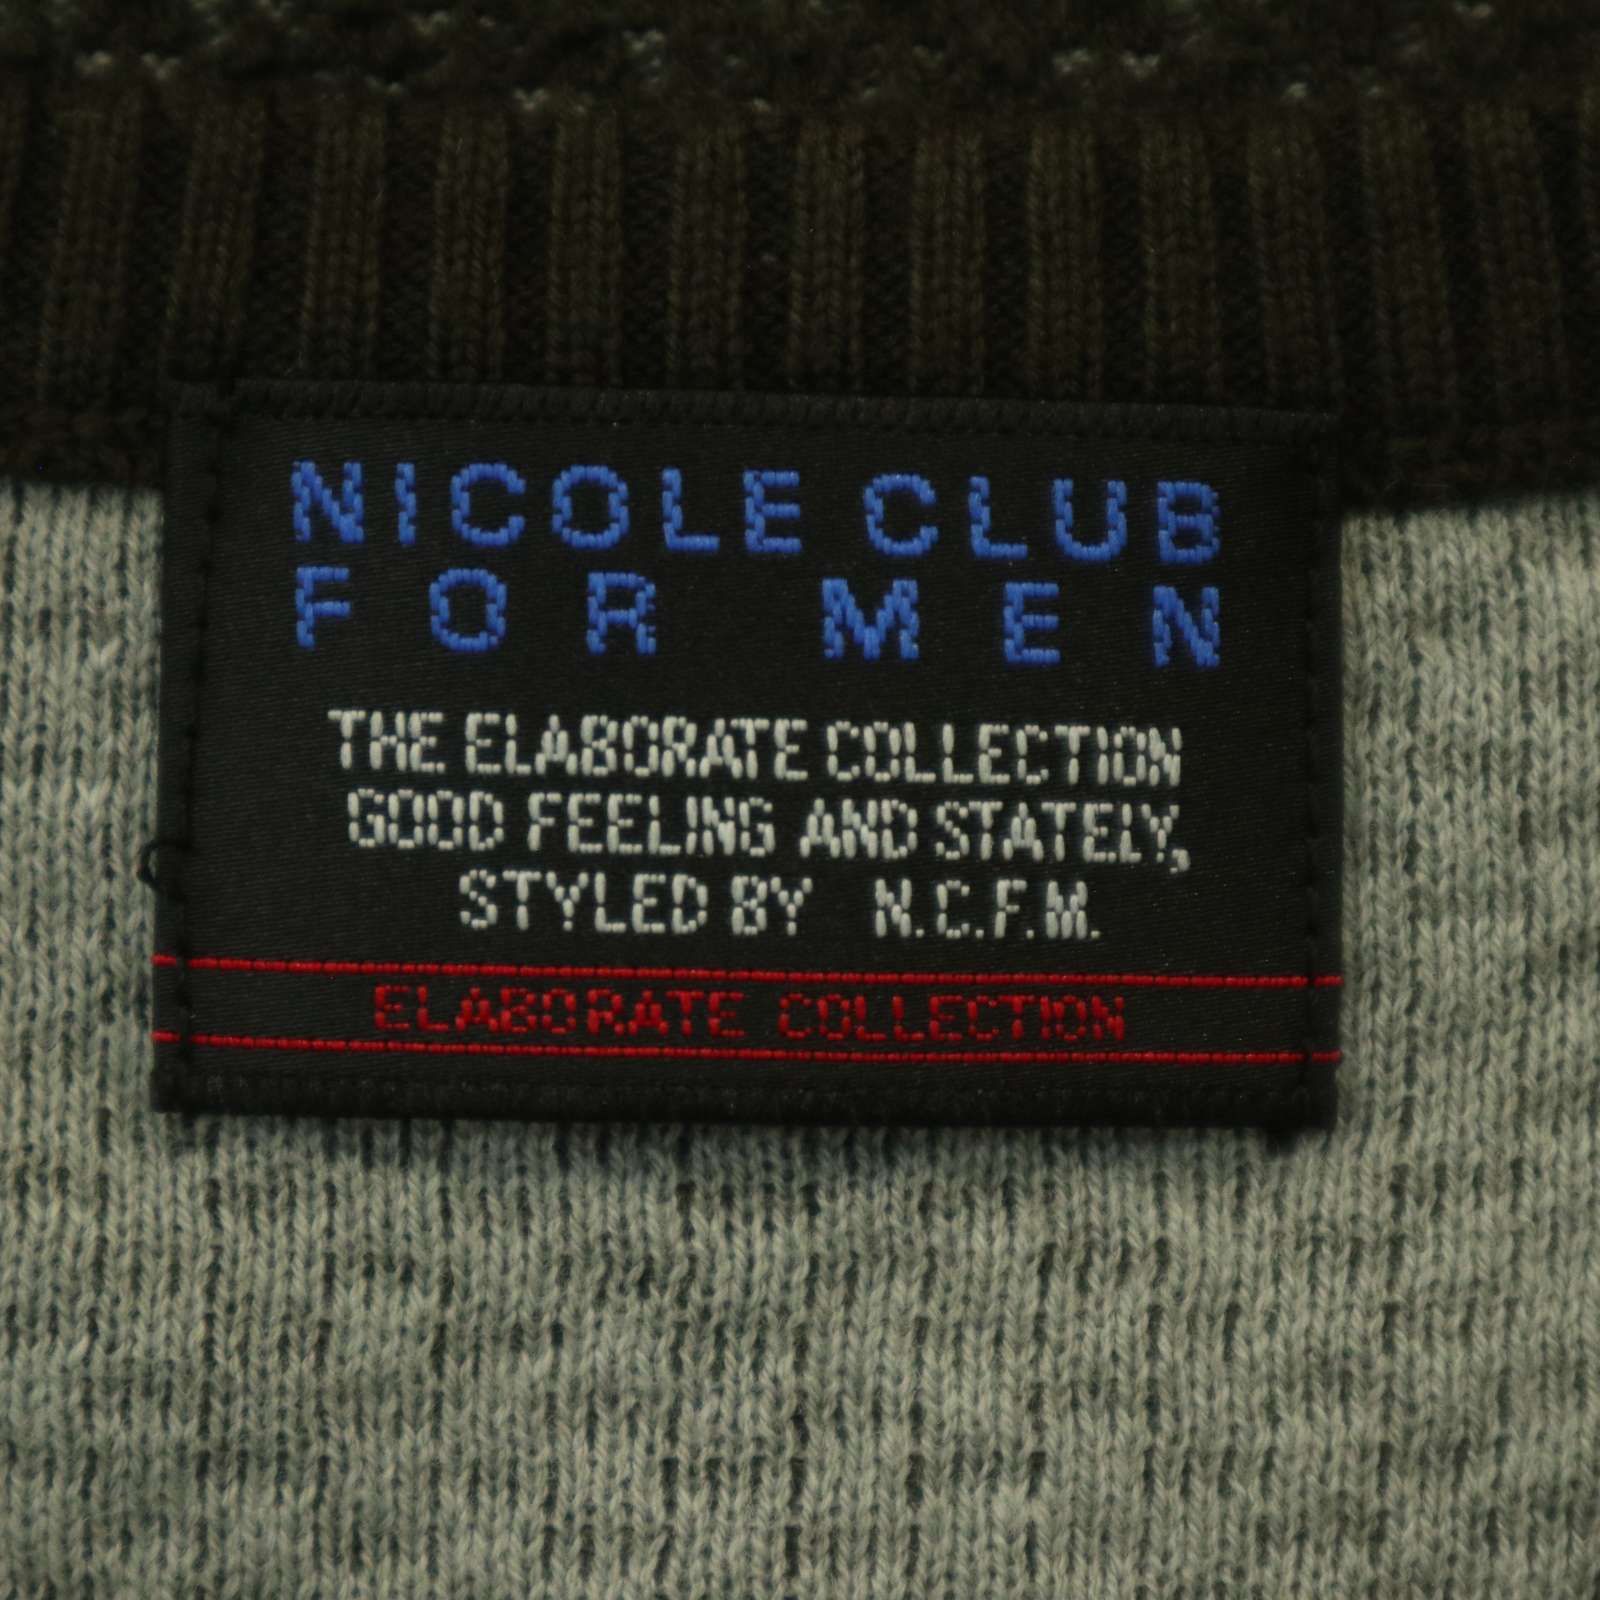 NICOLE CLUB
FOR MEN
THE ELABORATE COLLECTION
GOOD FEELING AND STATELY,
STYLED BY N.C.F.M.
ELABORATE COLLECTION